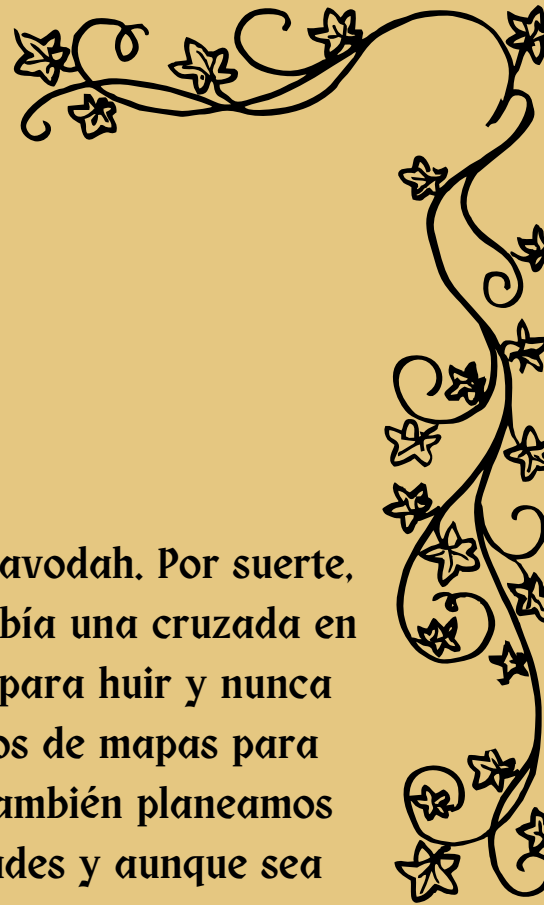 avodah. Por suerte,
bía una cruzada en
para huir y nunca
os de mapas para
ambién planeamos
ades y aunque sea